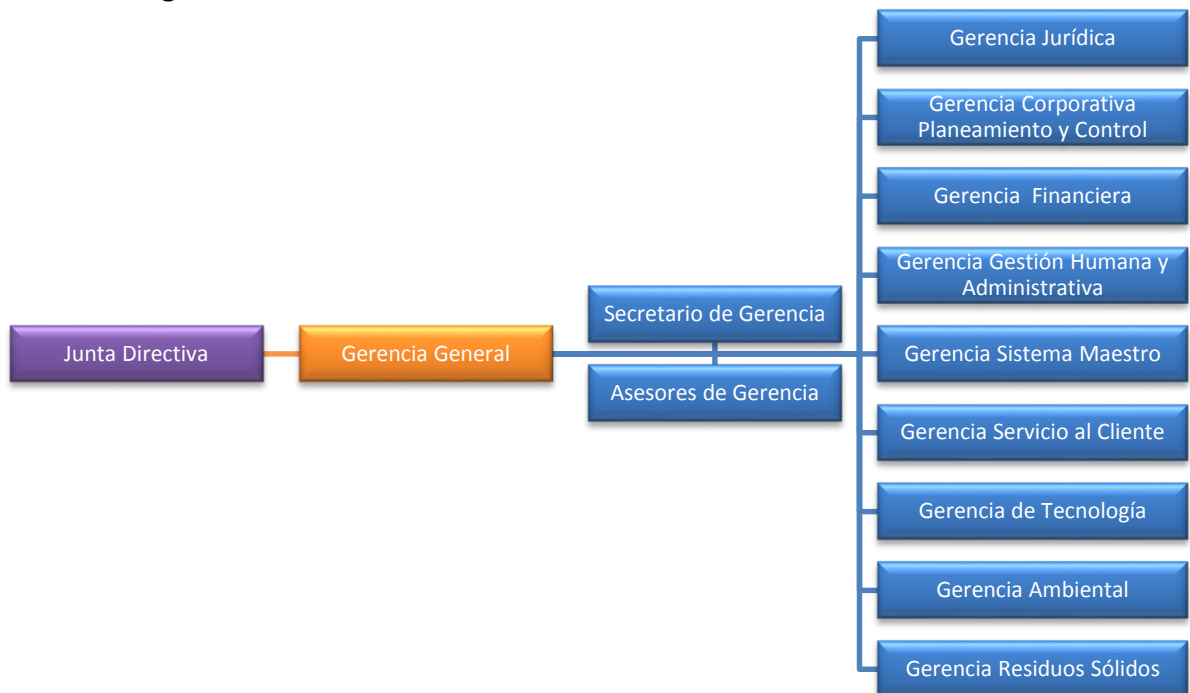 Gerencia Jurídica
Gerencia Corporativa
Planeamiento y Control
Gerencia Financiera
Gerencia Gestión Humana y
Administrativa
Secretario de Gerencia
Junta Directiva
Gerencia General
Gerencia Sistema Maestro
Asesores de Gerencia
Gerencia Servicio al Cliente
Gerencia de Tecnología
Gerencia Ambiental
Gerencia Residuos Sólidos